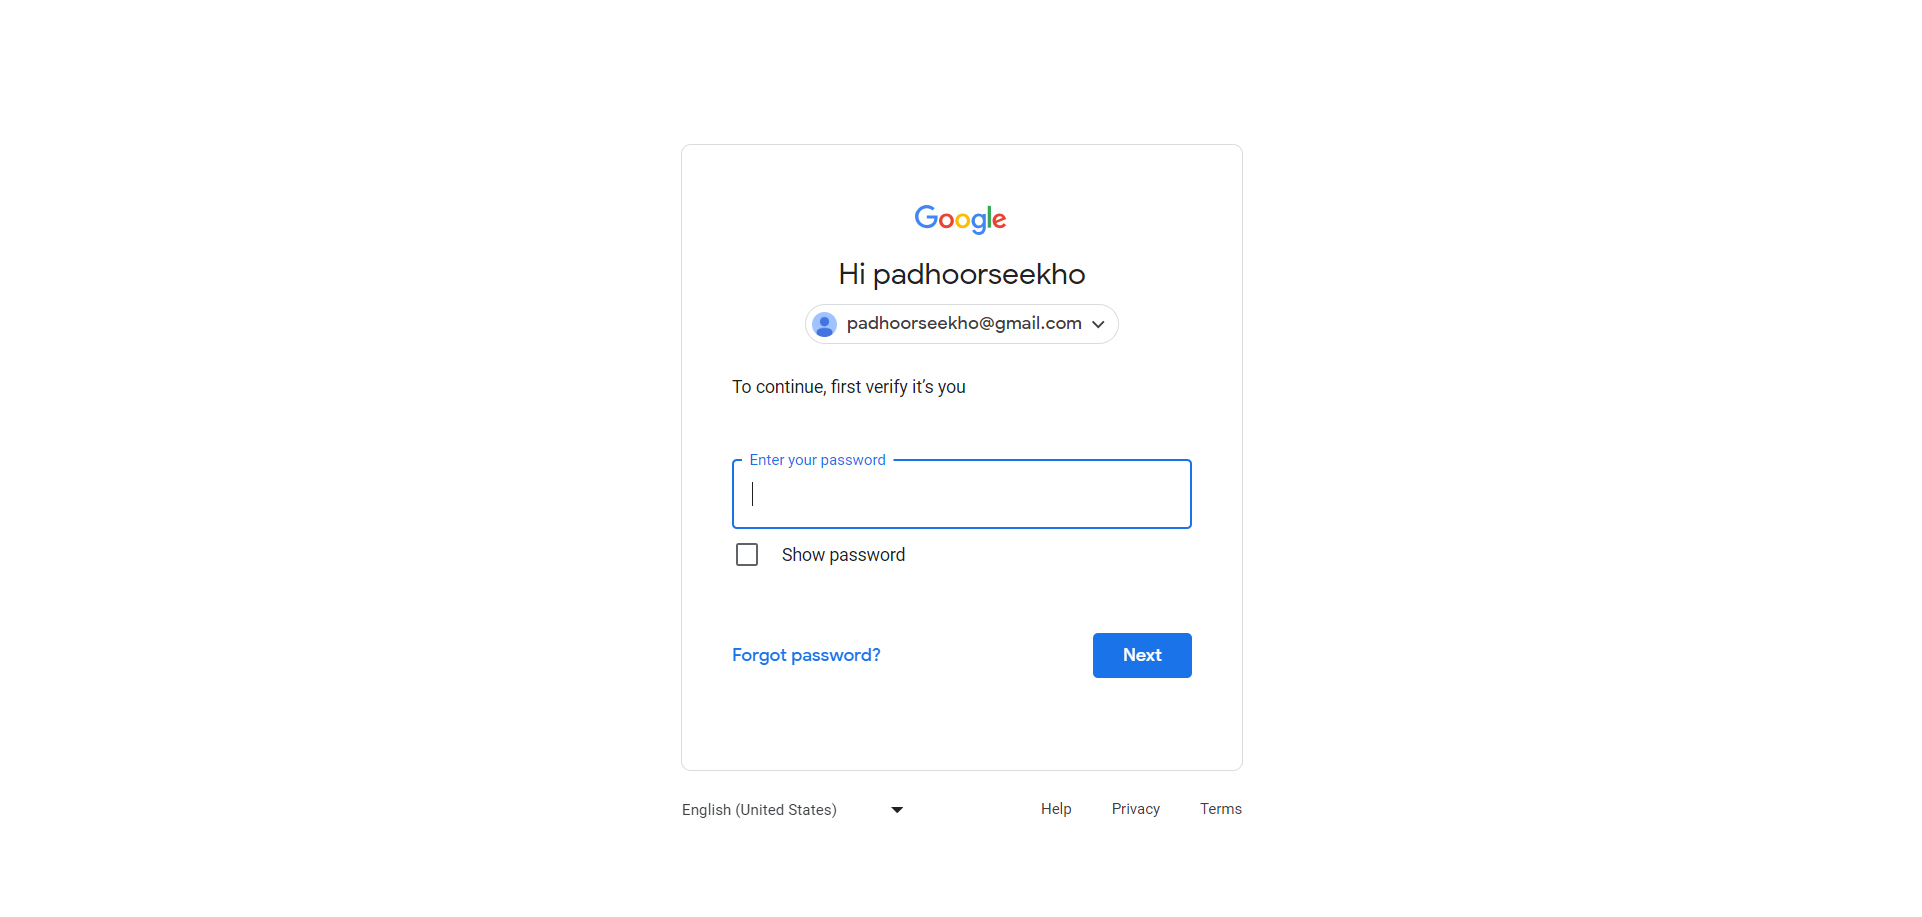 Google
Hi padhoorseekho
padhoorseekho@gmail.com
To continue, first verify it’s you
Enter your password
Show password
Forgot password?
Next
English (United States)
Help
Privacy
Terms